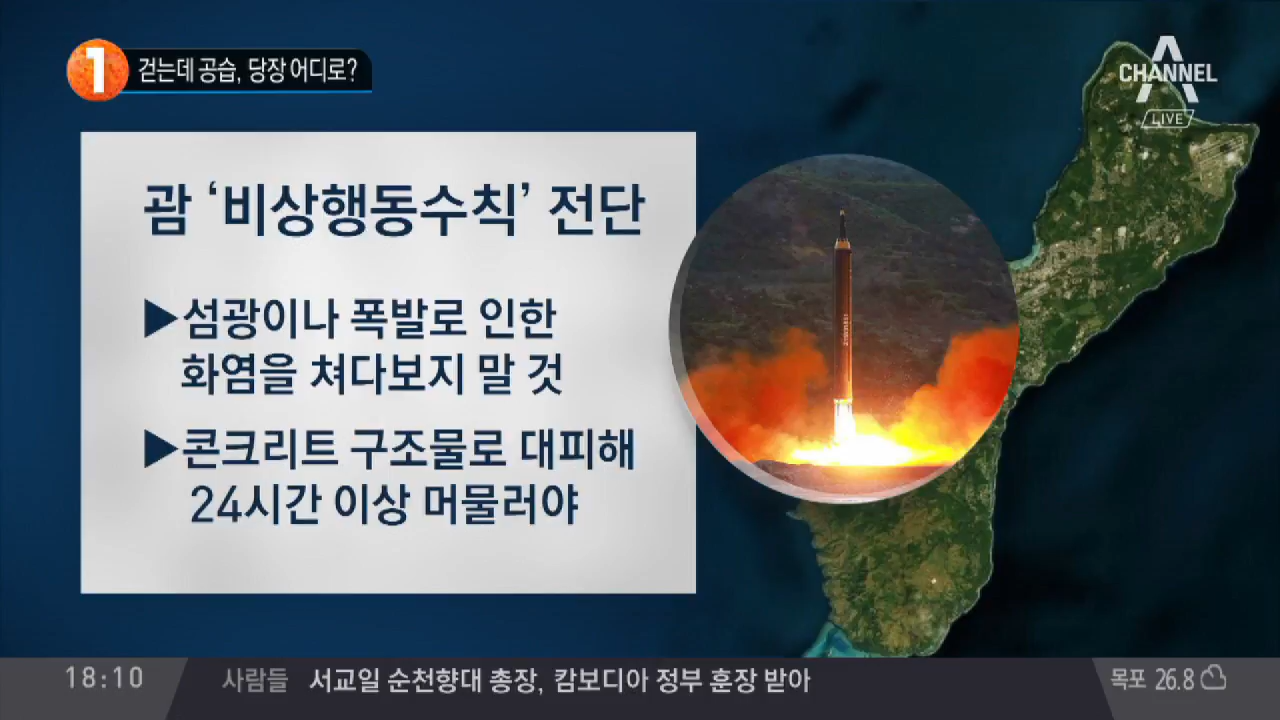 1 걷는데 공습, 당장 어디로?
CHANNEL A
LIVE
괌 ‘비상행동수칙’ 전단
▶섬광이나 폭발로 인한
화염을 쳐다보지 말 것
▶콘크리트 구조물로 대피해
24시간 이상 머물러야
18:10 사람들 서교일 순천향대 총장, 캄보디아 정부 훈장 받아 목포 26.8